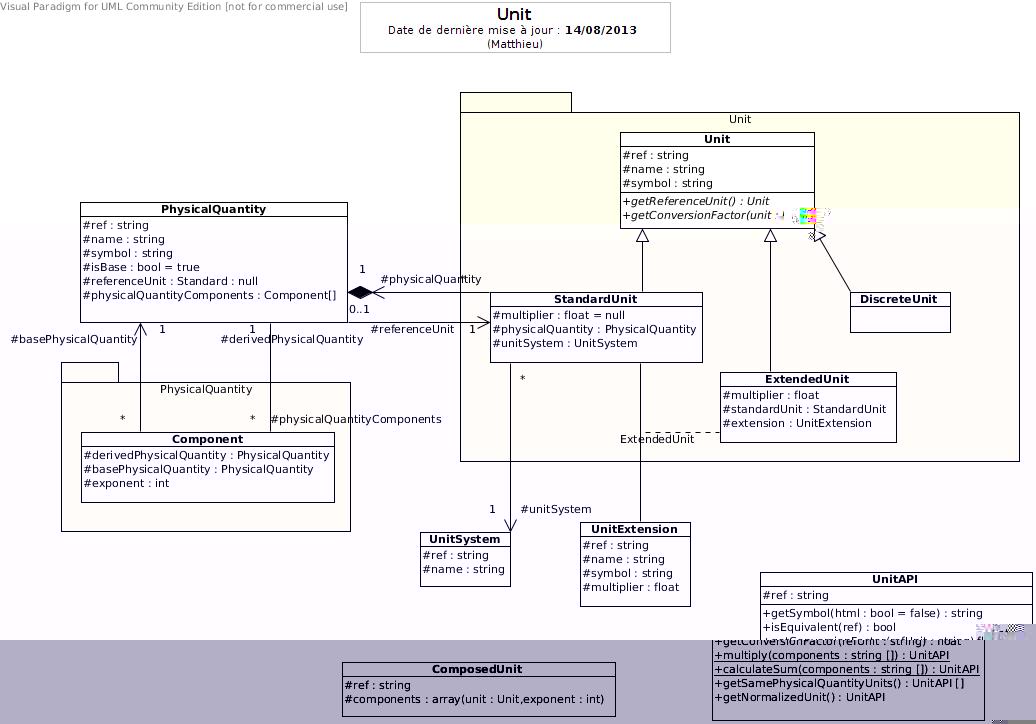 Visual Paradigm for UML Community Edition [not for commercial use]
Unit
Date de dernière mise à jour : 14/08/2013
(Matthieu)
Unit
Unit
#ref : string
#name : string
#symbol : string
+getReferenceUnit() : Unit
+getConversionFactor(unit :
PhysicalQuantity
#ref : string
#name : string
#symbol : string
#isBase : bool = true
#referenceUnit : Standard : null
#physicalQuantityComponents : Component[]
1
#physicalQuantity
*
0..1
#referenceUnit
1
StandardUnit
#multiplier : float = null
#physicalQuantity : PhysicalQuantity
#unitSystem : UnitSystem
DiscreteUnit
#basePhysicalQuantity
1
1
#derivedPhysicalQuantity
PhysicalQuantity
*
*
#physicalQuantityComponents
Component
#derivedPhysicalQuantity : PhysicalQuantity
#basePhysicalQuantity : PhysicalQuantity
#exponent : int
*
ExtendedUnit
#multiplier : float
#standardUnit : StandardUnit
#extension : UnitExtension
ExtendedUnit
1
#unitSystem
UnitSystem
#ref : string
#name : string
UnitExtension
#ref : string
#name : string
#symbol : string
#multiplier : float
UnitAPI
#ref : string
+getSymbol(html : bool = false) : string
+isEquivalent(ref) : bool
+multiply(components : string []) : UnitAPI
+calculateSum(components : string []) : UnitAPI
+getSamePhysicalQuantityUnits() : UnitAPI []
+getNormalizedUnit() : UnitAPI
ComposedUnit
#ref : string
#components : array(unit : Unit,exponent : int)